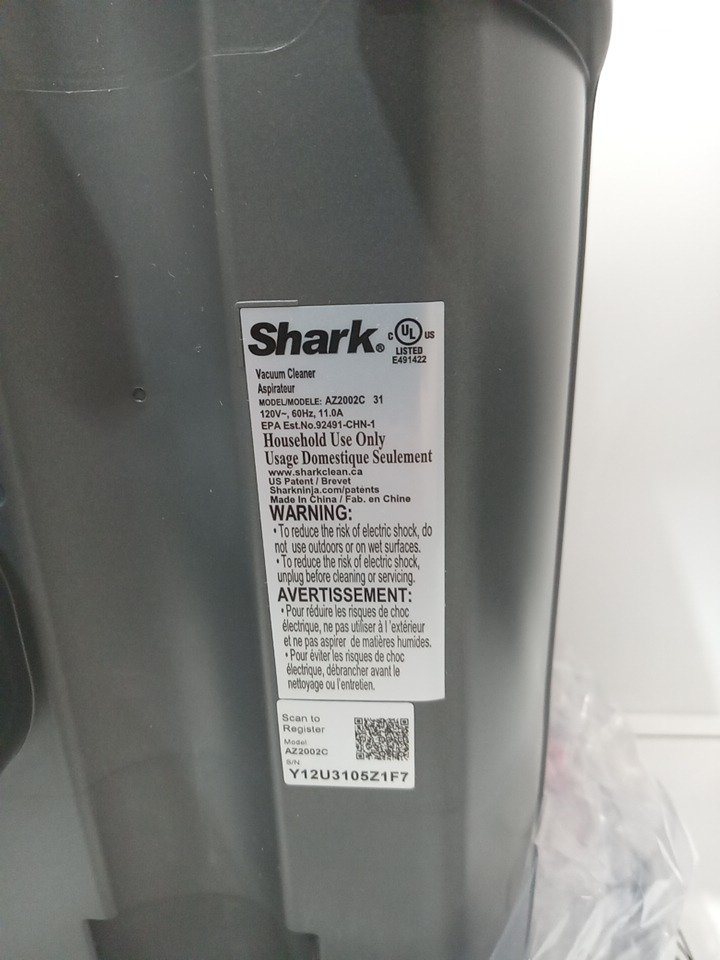 Shark®
C UL US
LISTED
E491422
Vacuum Cleaner
Aspirateur
MODEL/MODELE: AZ2002C 31
120V~, 60Hz, 11.0A
EPA Est.No.92491-CHN-1
Household Use Only
Usage Domestique Seulement
www.sharkclean.ca
US Patent / Brevet
Sharkninja.com/patents
Made in China / Fab. en Chine
WARNING:
• To reduce the risk of electric shock, do
not use outdoors or on wet surfaces.
• To reduce the risk of electric shock,
unplug before cleaning or servicing.
AVERTISSEMENT:
• Pour réduire les risques de choc
électrique, ne pas utiliser à l 'extérieur
et ne pas aspirer de matières humides.
• Pour éviter les risques de choc
électrique, débrancher avant le
nettoyage ou l'entretien.
Scan to
Register
Model
AZ2002C
S/N
Y12U3105Z1F7